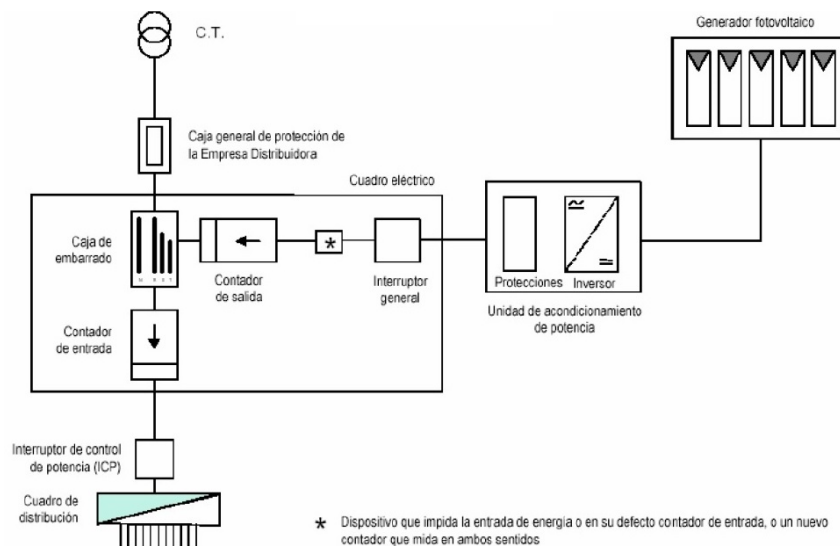 Generador fotovoltaico
C.T.
Caja general de protección de
la Empresa Distribuidora
Cuadro eléctrico
Caja de
embarrado
Contador
de salida
*
Interruptor
general
Protecciones
Inversor
Unidad de acondicionamiento
de potencia
Contador
de entrada
Interruptor de control
de potencia (ICP)
Cuadro de
distribución
* Dispositivo que impida la entrada de energía o en su defecto contador de entrada, o un nuevo
contador que mida en ambos sentidos